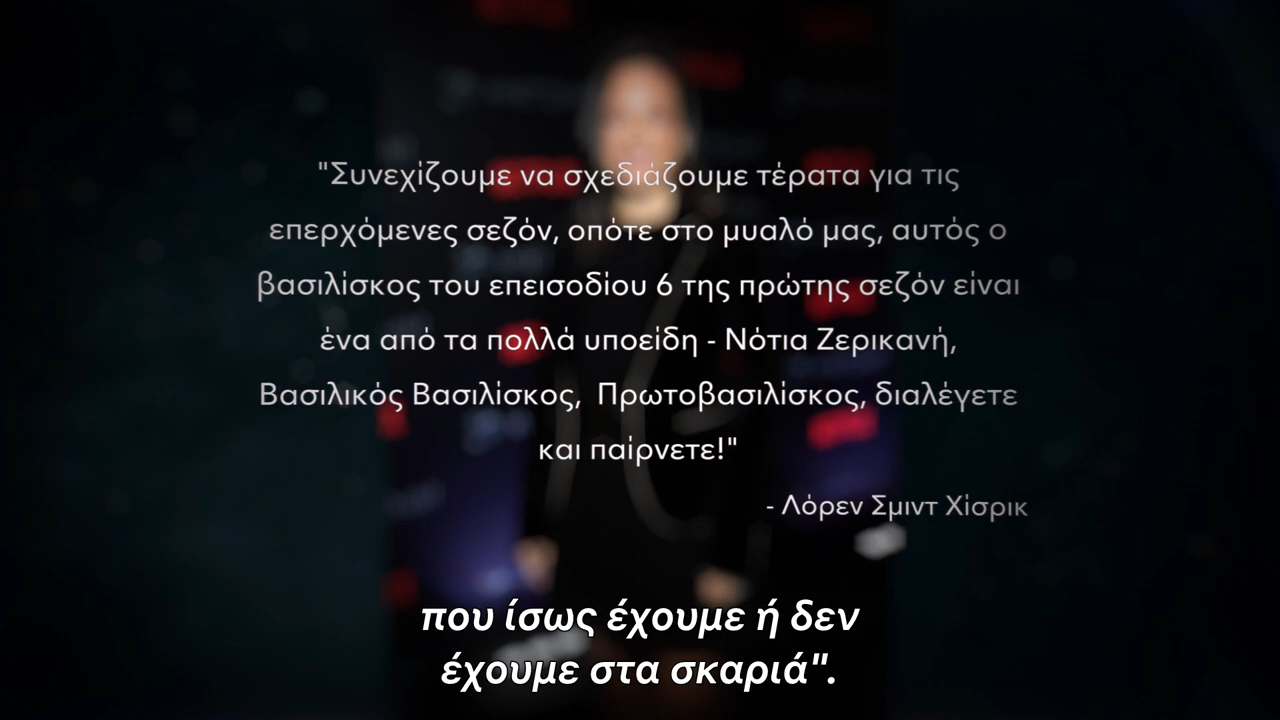 "Συνεχίζουμε να σχεδιάζουμε τέρατα για τις
επερχόμενες σεζόν, οπότε στο μυαλό μας, αυτός ο
βασιλίσκος του επεισοδίου 6 της πρώτης σεζόν είναι
ένα από τα πολλά υποείδη - Νότια Ζερικανή,
Βασιλικός Βασιλίσκος, Πρωτοβασιλίσκος, διαλέγετε
και παίρνετε!"
- Λόρεν Σμιντ Χίσρικ
που ίσως έχουμε ή δεν
έχουμε στα σκαριά".